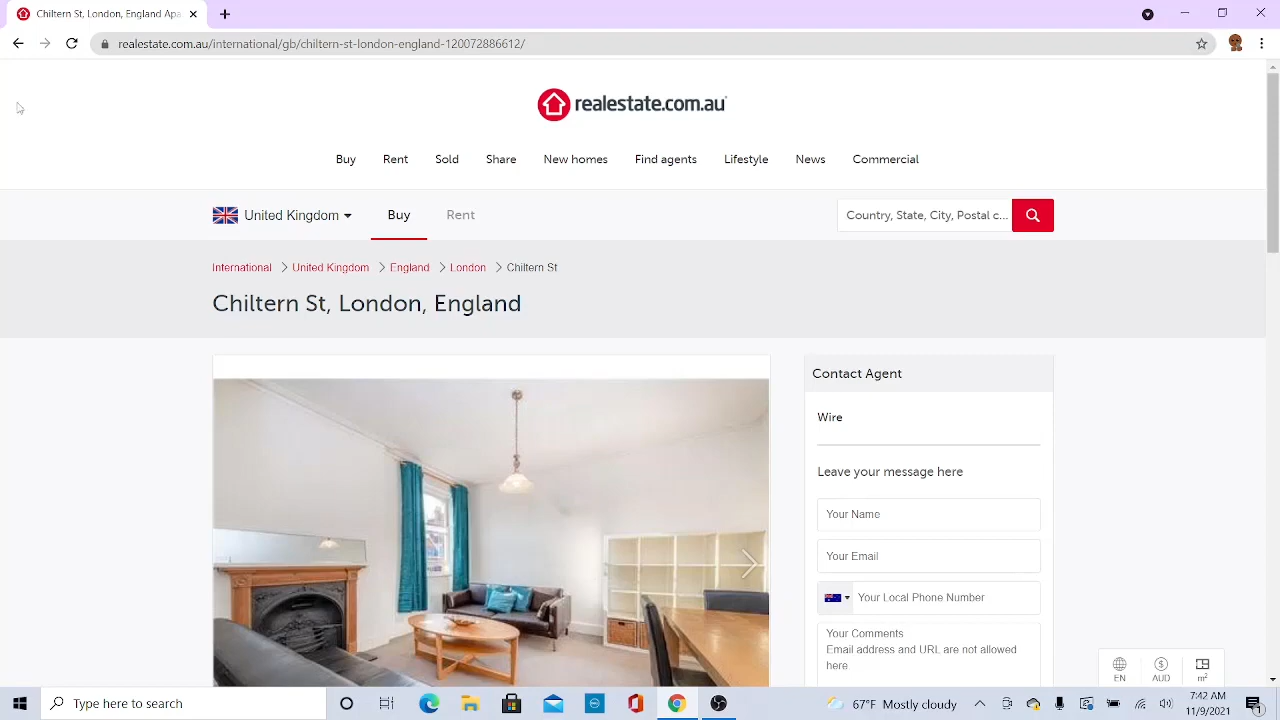 Chiltern St, London, England Apa
realestate.com.au/international/gb/chiltern-st-london-england-120072886612/
realestate.com.au
Buy Rent Sold Share New homes Find agents Lifestyle News Commercial
United Kingdom Buy Rent Country, State, City, Postal c...
International > United Kingdom > England > London > Chiltern St
Chiltern St, London, England
Contact Agent
Wire
Leave your message here
Your Name
Your Email
Your Local Phone Number
Your Comments
Email address and URL are not allowed
here
EN AUD m²
Type here to search
67°F Mostly cloudy
7:42 AM
11/9/2021
1